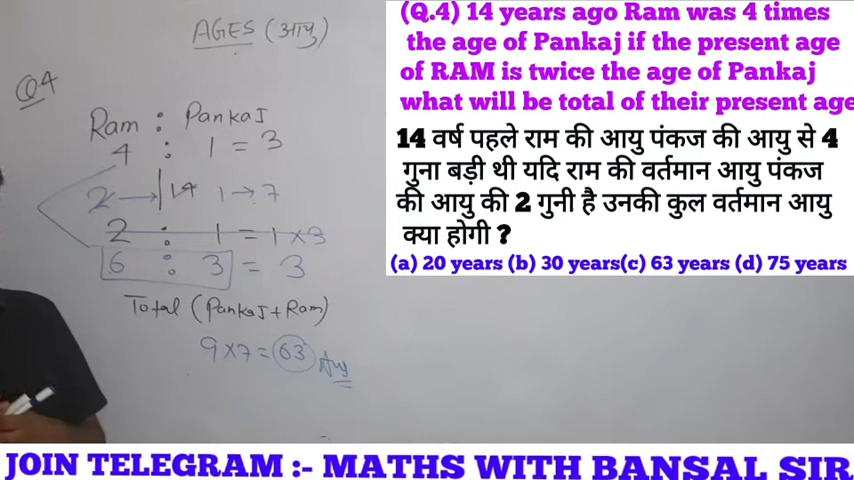 AGES (आयु)
Q4
Ram : PankaJ
4 : 1 = 3
2 → 14 1 → 7
2 : 1 = 1×3
6 : 3 = 3
Total (PankaJ+Ram)
9×7 = 63 Ans
(Q.4) 14 years ago Ram was 4 times
the age of Pankaj if the present age
of RAM is twice the age of Pankaj
what will be total of their present age
14 वर्ष पहले राम की आयु पंकज की आयु से 4
गुना बड़ी थी यदि राम की वर्तमान आयु पंकज
की आयु की 2 गुनी है उनकी कुल वर्तमान आयु
क्या होगी ?
(a) 20 years (b) 30 years(c) 63 years (d) 75 years
JOIN TELEGRAM :- MATHS WITH BANSAL SIR